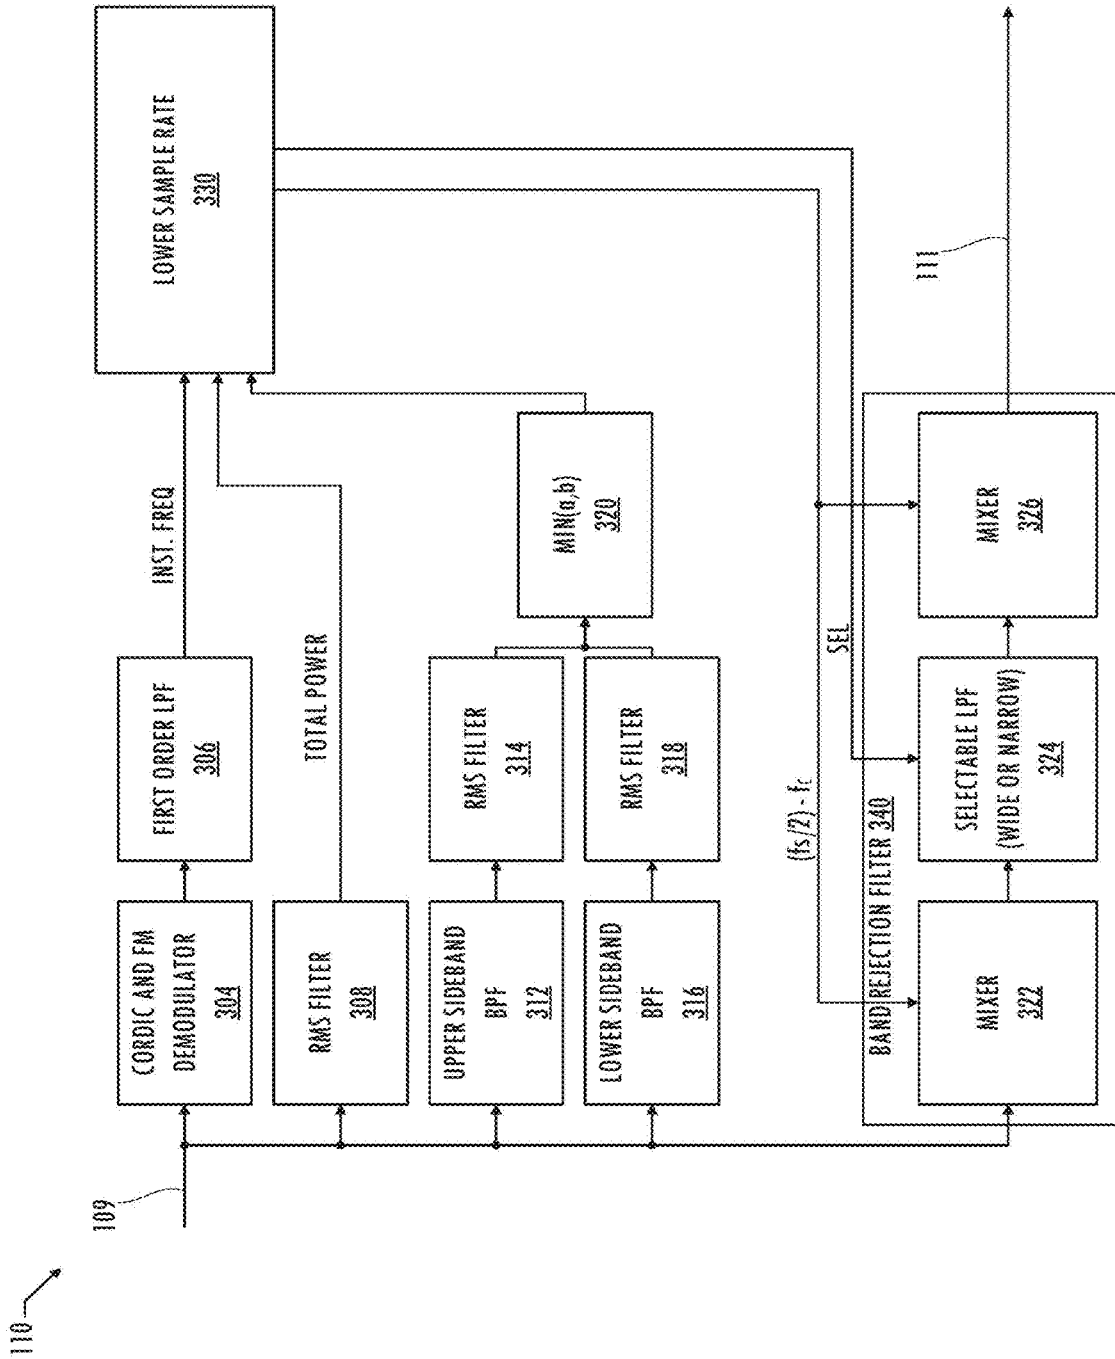 110
109
CORDIC AND FM
DEMODULATOR
304
FIRST ORDER LPF
306
INST. FREQ
LOWER SAMPLE RATE
330
RMS FILTER
308
TOTAL POWER
UPPER SIDEBAND
BPF
312
RMS FILTER
314
MIN(a,b)
320
LOWER SIDEBAND
BPF
316
RMS FILTER
318
(fs/2) - fc
SEL
BAND REJECTION FILTER 340
MIXER
322
SELECTABLE LPF
(WIDE OR NARROW)
324
MIXER
326
111